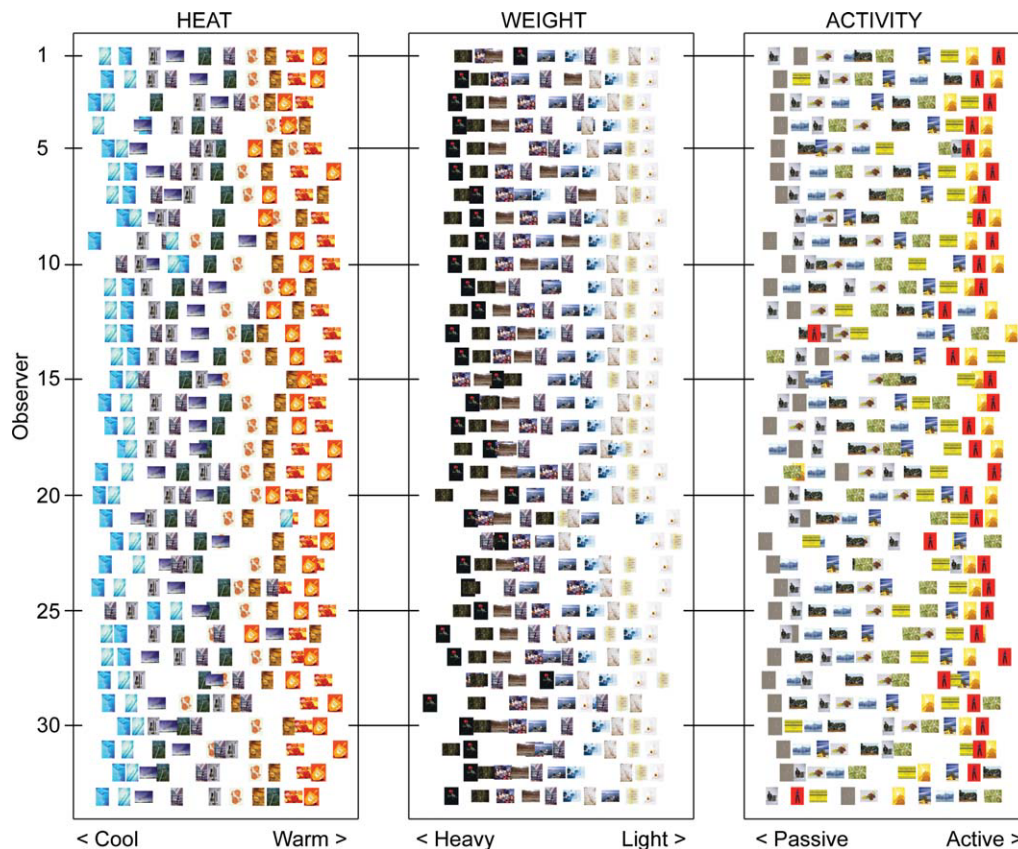 HEAT WEIGHT ACTIVITY
1
5
10
15
20
25
30
Observer
< Cool Warm > < Heavy Light > < Passive Active >